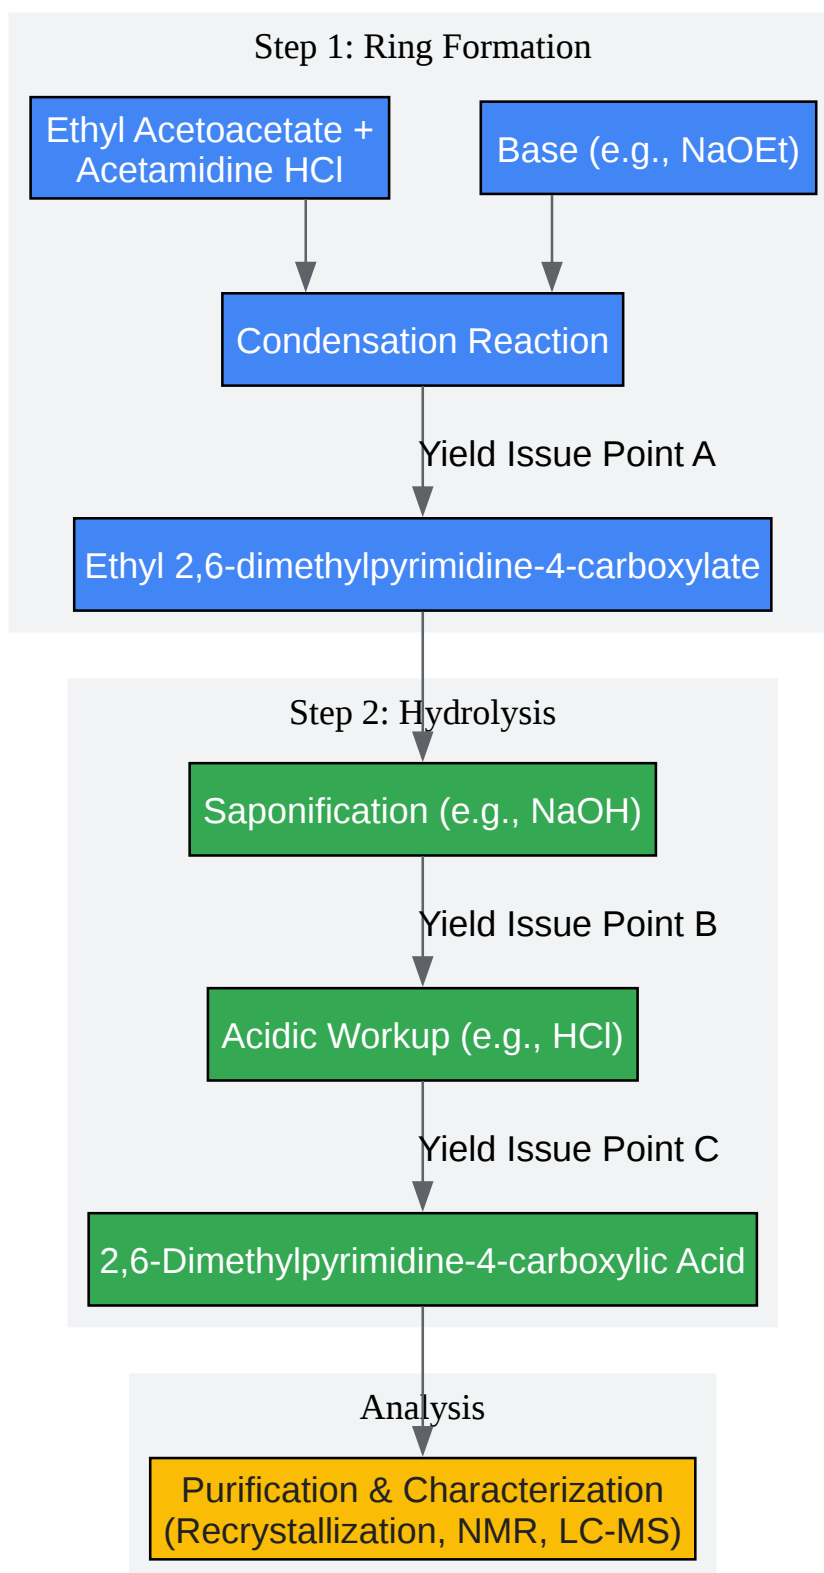 Step 1: Ring Formation
Ethyl Acetoacetate +
Acetamidine HCl
Base (e.g., NaOEt)
Condensation Reaction
Yield Issue Point A
Ethyl 2,6-dimethylpyrimidine-4-carboxylate
Step 2: Hydrolysis
Saponification (e.g., NaOH)
Yield Issue Point B
Acidic Workup (e.g., HCl)
Yield Issue Point C
2,6-Dimethylpyrimidine-4-carboxylic Acid
Analysis
Purification & Characterization
(Recrystallization, NMR, LC-MS)